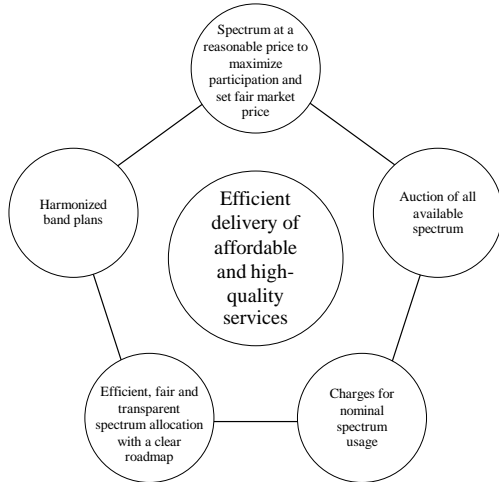 Spectrum at a
reasonable price to
maximize
participation and
set fair market
price
Harmonized
band plans
Efficient
delivery of
affordable
and high-
quality
services
Auction of all
available
spectrum
Efficient, fair and
transparent
spectrum allocation
with a clear
roadmap
Charges for
nominal
spectrum
usage